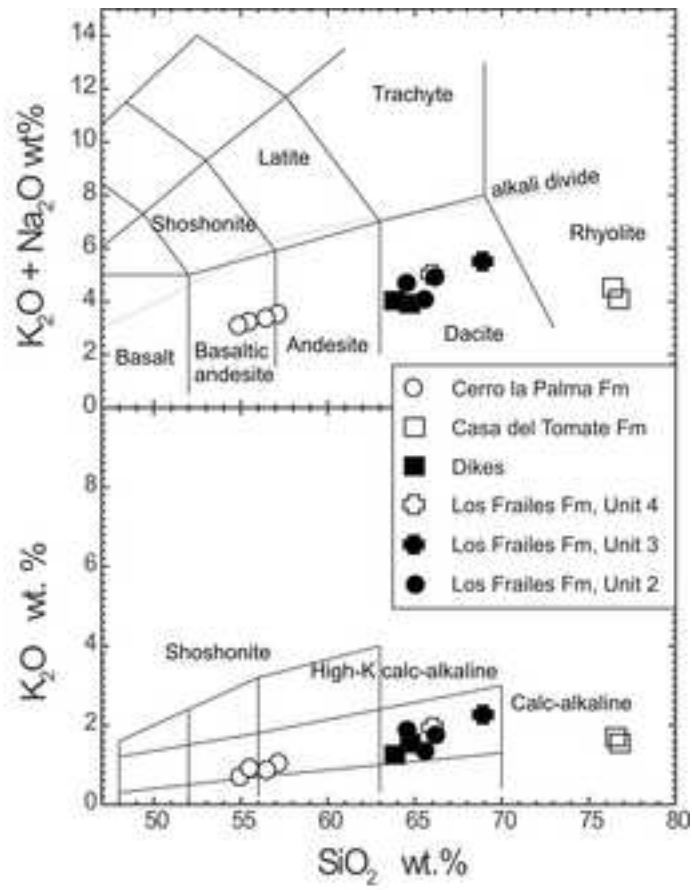 14
12
10
8
6
4
2
0
K₂O + Na₂O wt%
Trachyte
Latite
alkali divide
Shoshonite
Rhyolite
Basalt
Basaltic
andesite
Andesite
Dacite
Cerro la Palma Fm
Casa del Tomate Fm
Dikes
Los Frailes Fm, Unit 4
Los Frailes Fm, Unit 3
Los Frailes Fm, Unit 2
8
6
4
2
0
K₂O wt. %
Shoshonite
High-K calc-alkaline
Calc-alkaline
50 55 60 65 70 75 80
SiO₂ wt.%